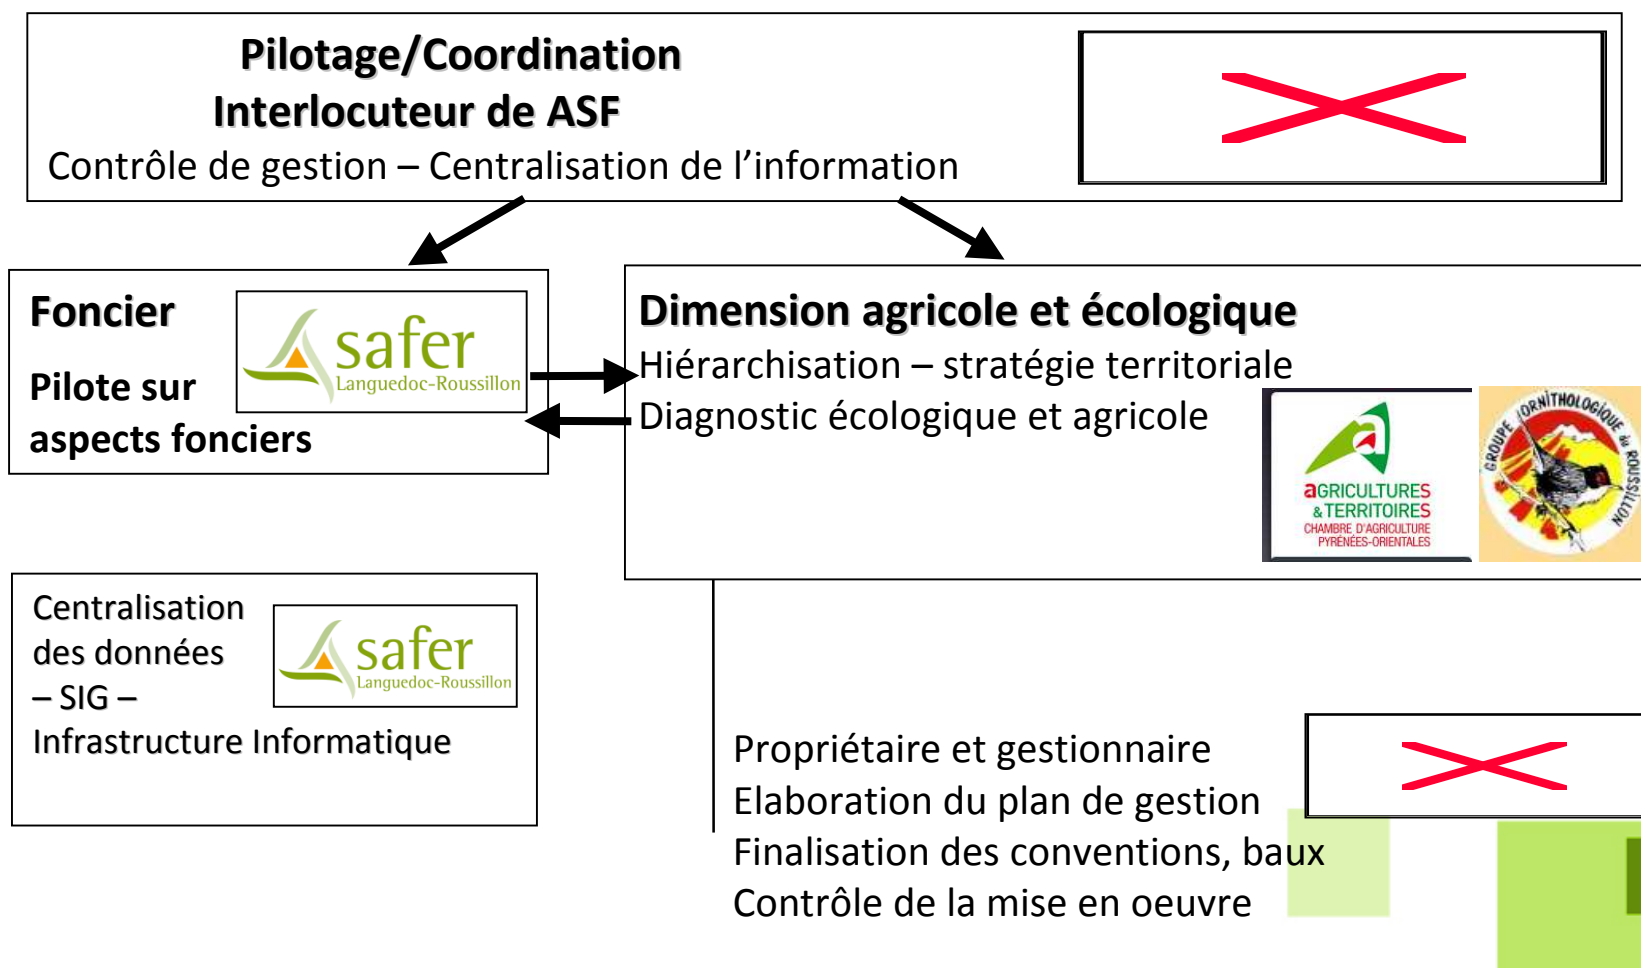 Pilotage/Coordination
Interlocuteur de ASF
Contrôle de gestion – Centralisation de l’information
Foncier
Pilote sur
aspects fonciers
safer
Languedoc-Roussillon
Dimension agricole et écologique
Hiérarchisation – stratégie territoriale
Diagnostic écologique et agricole
aGRICULTURES
& TERRITOIRES
CHAMBRE D'AGRICULTURE
PYRÉNÉES-ORIENTALES
GROUPE ORNITHOLOGIQUE du ROUSSILLON
Centralisation
des données
– SIG –
Infrastructure Informatique
safer
Languedoc-Roussillon
Propriétaire et gestionnaire
Elaboration du plan de gestion
Finalisation des conventions, baux
Contrôle de la mise en oeuvre